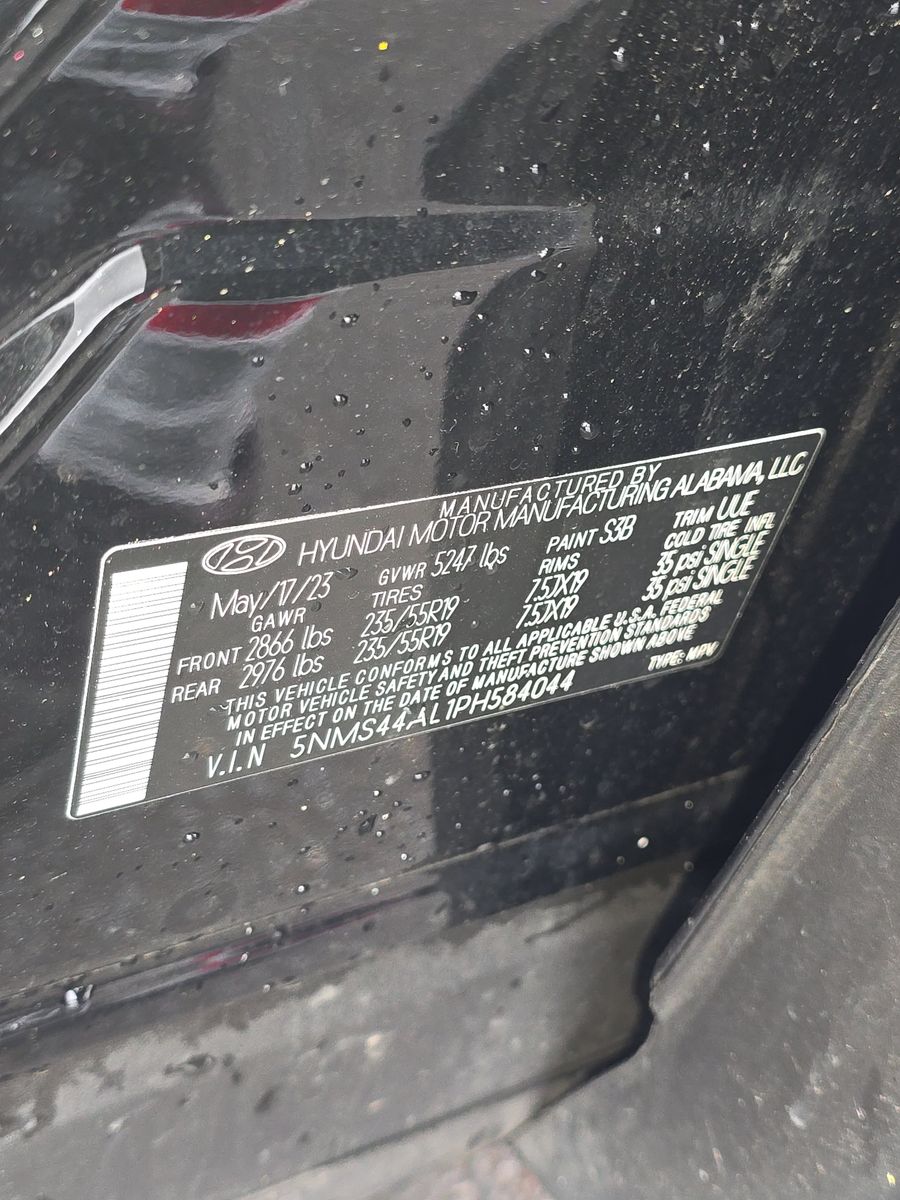 MANUFACTURED BY
HYUNDAI MOTOR MANUFACTURING ALABAMA, LLC
May/17/23 GVWR 5247 lbs PAINT S3B TRIM UUE
GAWR TIRES RIMS COLD TIRE INFL
FRONT 2866 lbs 235/55R19 7.5JX19 35 psi SINGLE
REAR 2976 lbs 235/55R19 7.5JX19 35 psi SINGLE
THIS VEHICLE CONFORMS TO ALL APPLICABLE U.S.A. FEDERAL
MOTOR VEHICLE SAFETY AND THEFT PREVENTION STANDARDS
IN EFFECT ON THE DATE OF MANUFACTURE SHOWN ABOVE
V.I.N 5NMS44AL1PH584044 TYPE: MPV